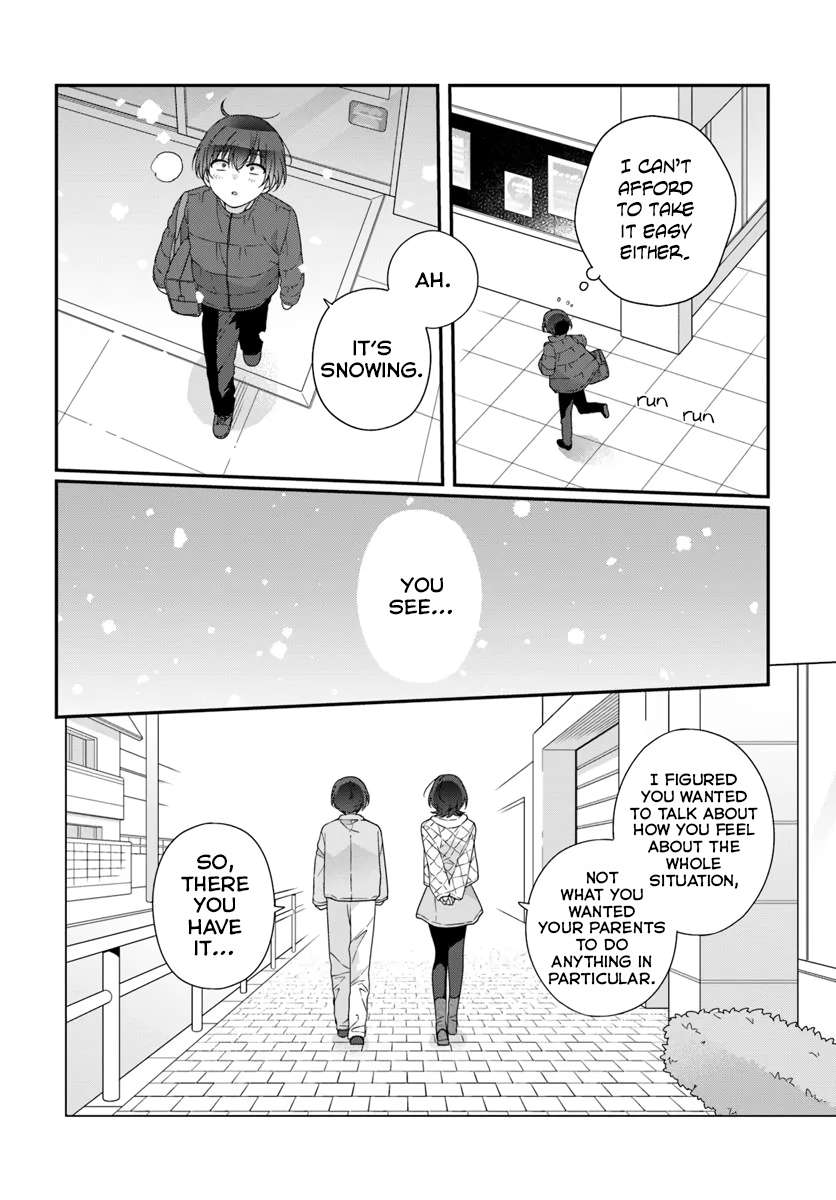 I CAN'T
AFFORD
TO TAKE
IT EASY
EITHER.
run
run
AH.
IT'S
SNOWING.
YOU
SEE...
I FIGURED
YOU WANTED
TO TALK ABOUT
HOW YOU FEEL
ABOUT THE
WHOLE
SITUATION,
NOT
WHAT YOU
WANTED
YOUR PARENTS
TO DO
ANYTHING IN
PARTICULAR.
SO,
THERE
YOU
HAVE
IT...